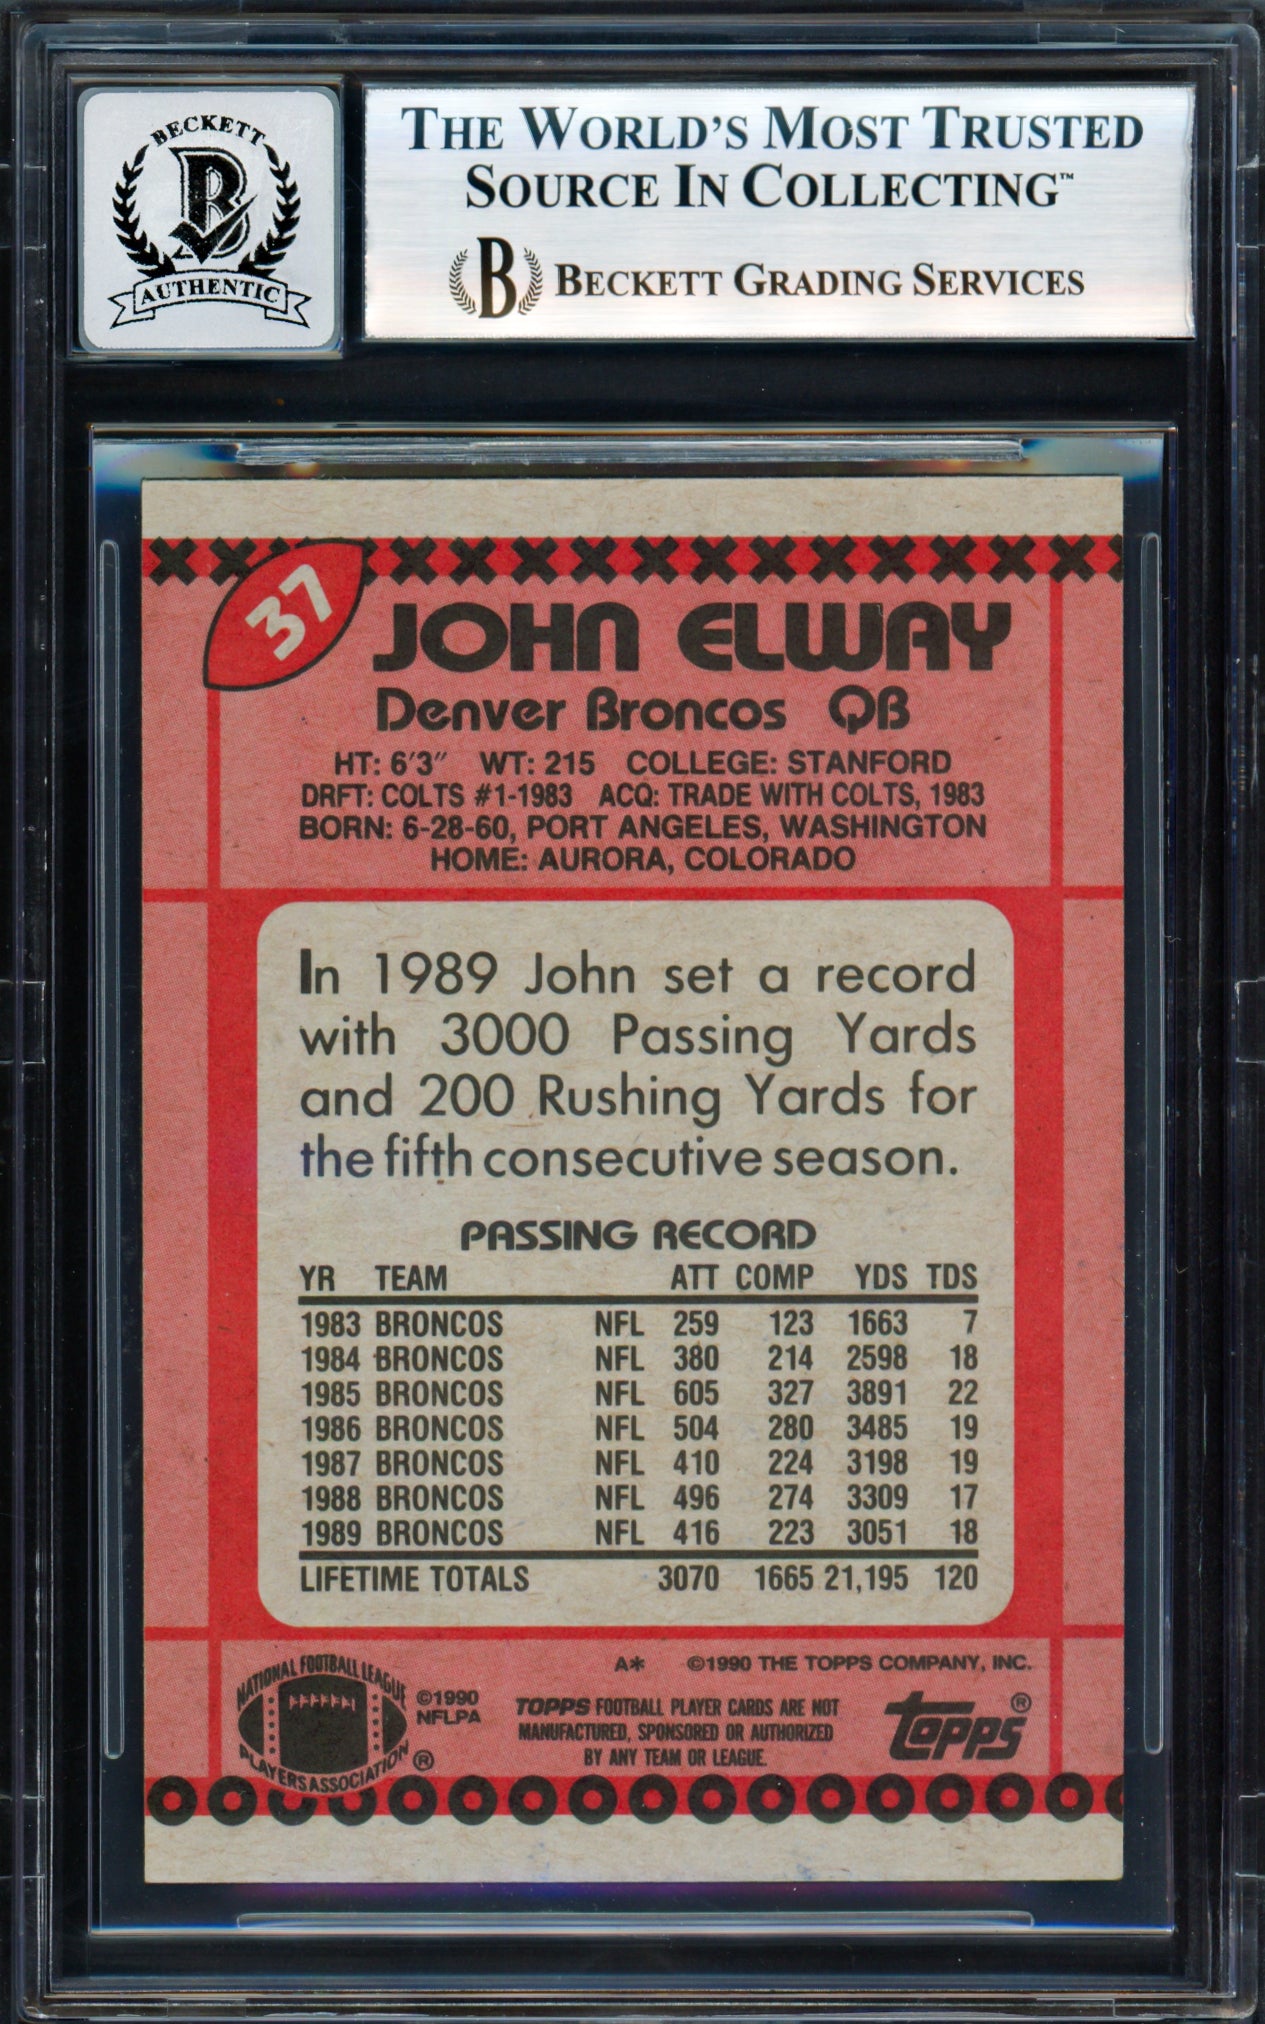 BECKETT
B
AUTHENTIC
THE WORLD'S MOST TRUSTED
SOURCE IN COLLECTING™
B BECKETT GRADING SERVICES
37
JOHN ELWAY
Denver Broncos QB
HT: 6'3" WT: 215 COLLEGE: STANFORD
DRFT: COLTS #1-1983 ACQ: TRADE WITH COLTS, 1983
BORN: 6-28-60, PORT ANGELES, WASHINGTON
HOME: AURORA, COLORADO
In 1989 John set a record
with 3000 Passing Yards
and 200 Rushing Yards for
the fifth consecutive season.
PASSING RECORD
YR TEAM ATT COMP YDS TDS
1983 BRONCOS NFL 259 123 1663 7
1984 BRONCOS NFL 380 214 2598 18
1985 BRONCOS NFL 605 327 3891 22
1986 BRONCOS NFL 504 280 3485 19
1987 BRONCOS NFL 410 224 3198 19
1988 BRONCOS NFL 496 274 3309 17
1989 BRONCOS NFL 416 223 3051 18
LIFETIME TOTALS 3070 1665 21,195 120
A* ©1990 THE TOPPS COMPANY, INC.
NATIONAL FOOTBALL LEAGUE
PLAYERS ASSOCIATION ®
©1990
NFLPA
TOPPS FOOTBALL PLAYER CARDS ARE NOT
MANUFACTURED, SPONSORED OR AUTHORIZED
BY ANY TEAM OR LEAGUE.
topps®